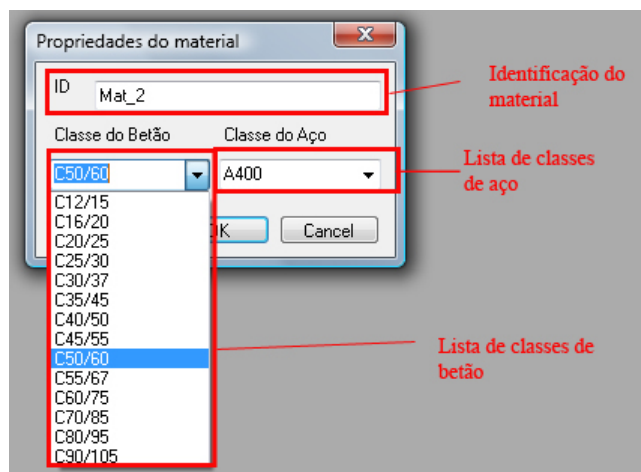 Propriedades do material
X
ID
Mat_2
Identificação do
material
Classe do Betão
Classe do Aço
C50/60
A400
Lista de classes
de aço
C12/15
C16/20
C20/25
C25/30
C30/37
C35/45
C40/50
C45/55
C50/60
C55/67
C60/75
C70/85
C80/95
C90/105
OK
Cancel
Lista de classes de
betão